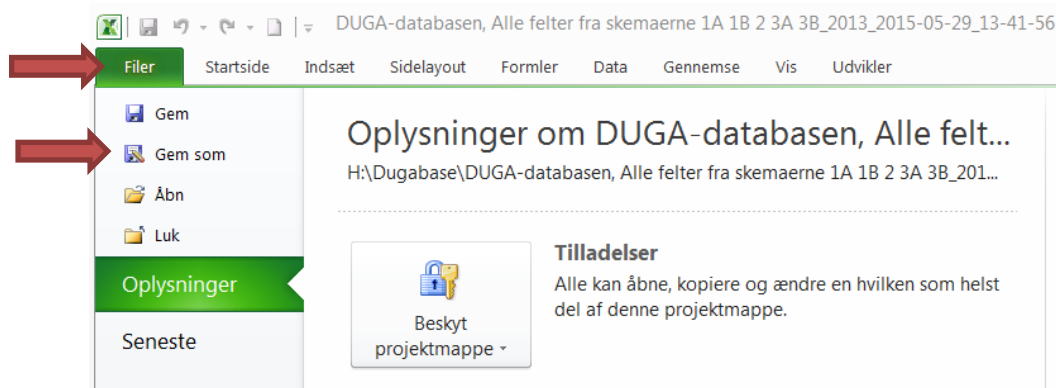 DUGA-databasen, Alle felter fra skemaerne 1A 1B 2 3A 3B_2013_2015-05-29_13-41-56
Filer Startside Indsæt Sidelayout Formler Data Gennemse Vis Udvikler
Gem
Gem som
Åbn
Luk
Oplysninger
Seneste
Oplysninger om DUGA-databasen, Alle felt...
H:\Dugabase\DUGA-databasen, Alle felter fra skemaerne 1A 1B 2 3A 3B_201...
Beskyt
projektmappe
Tilladelser
Alle kan åbne, kopiere og ændre en hvilken som helst
del af denne projektmappe.